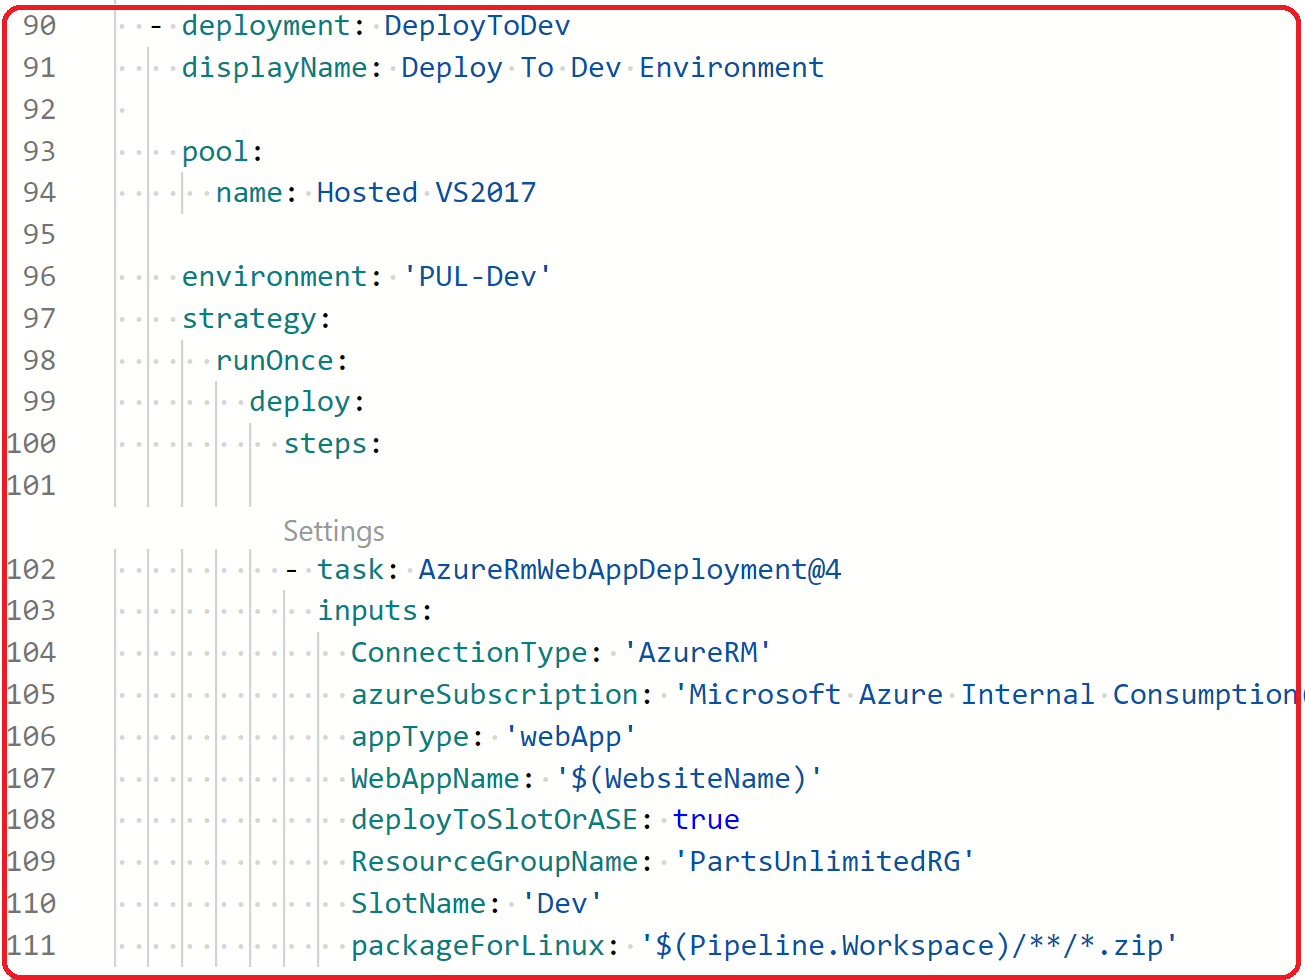 90 - deployment: DeployToDev
91 displayName: Deploy To Dev Environment
92
93 pool:
94 name: Hosted VS2017
95
96 environment: 'PUL-Dev'
97 strategy:
98 runOnce:
99 deploy:
100 steps:
101
Settings
102 - task: AzureRmWebAppDeployment@4
103 inputs:
104 ConnectionType: 'AzureRM'
105 azureSubscription: 'Microsoft Azure Internal Consumption(
106 appType: 'webApp'
107 WebAppName: '$(WebsiteName)'
108 deployToSlotOrASE: true
109 ResourceGroupName: 'PartsUnlimitedRG'
110 SlotName: 'Dev'
111 packageForLinux: '$(Pipeline.Workspace)/**/*.zip'